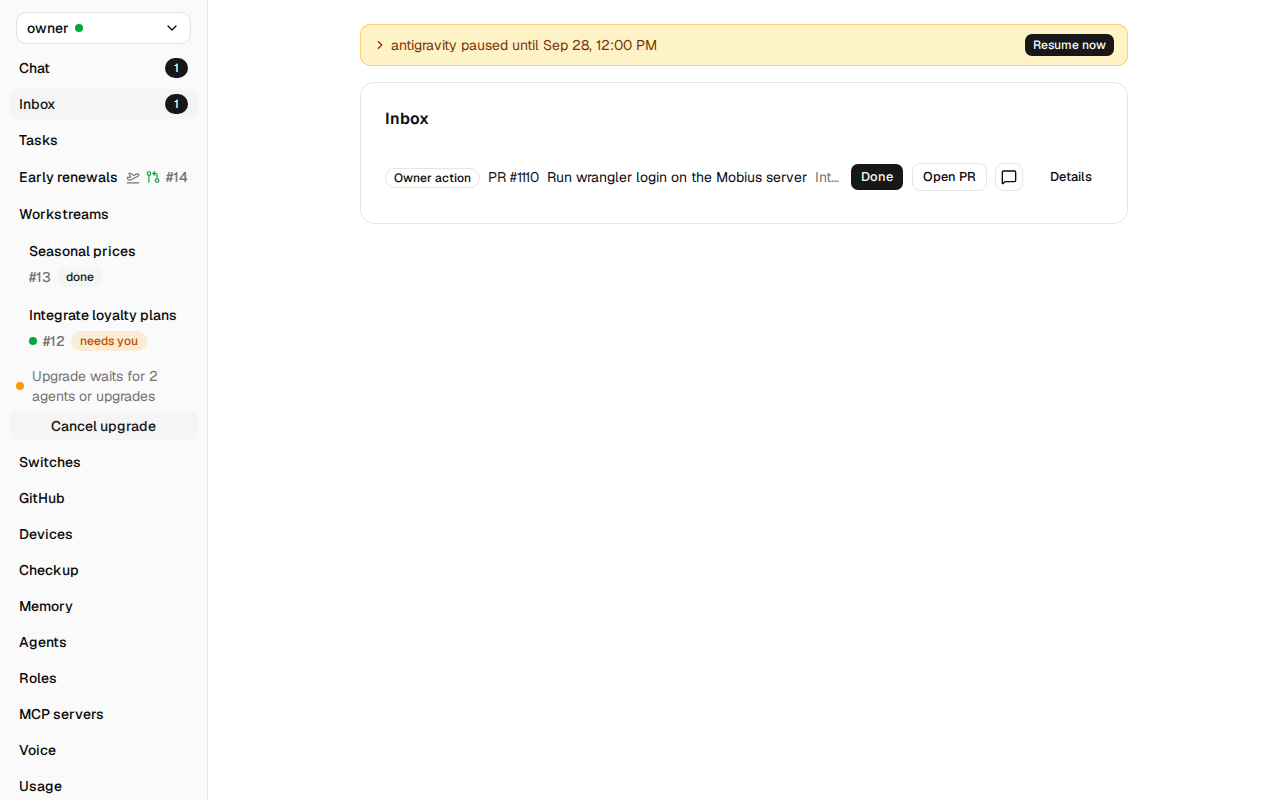 owner
Chat 1
Inbox 1
Tasks
Early renewals #14
Workstreams
Seasonal prices
#13 done
Integrate loyalty plans
#12 needs you
Upgrade waits for 2
agents or upgrades
Cancel upgrade
Switches
GitHub
Devices
Checkup
Memory
Agents
Roles
MCP servers
Voice
Usage
antigravity paused until Sep 28, 12:00 PM Resume now
Inbox
Owner action PR #1110 Run wrangler login on the Mobius server Int... Done Open PR Details